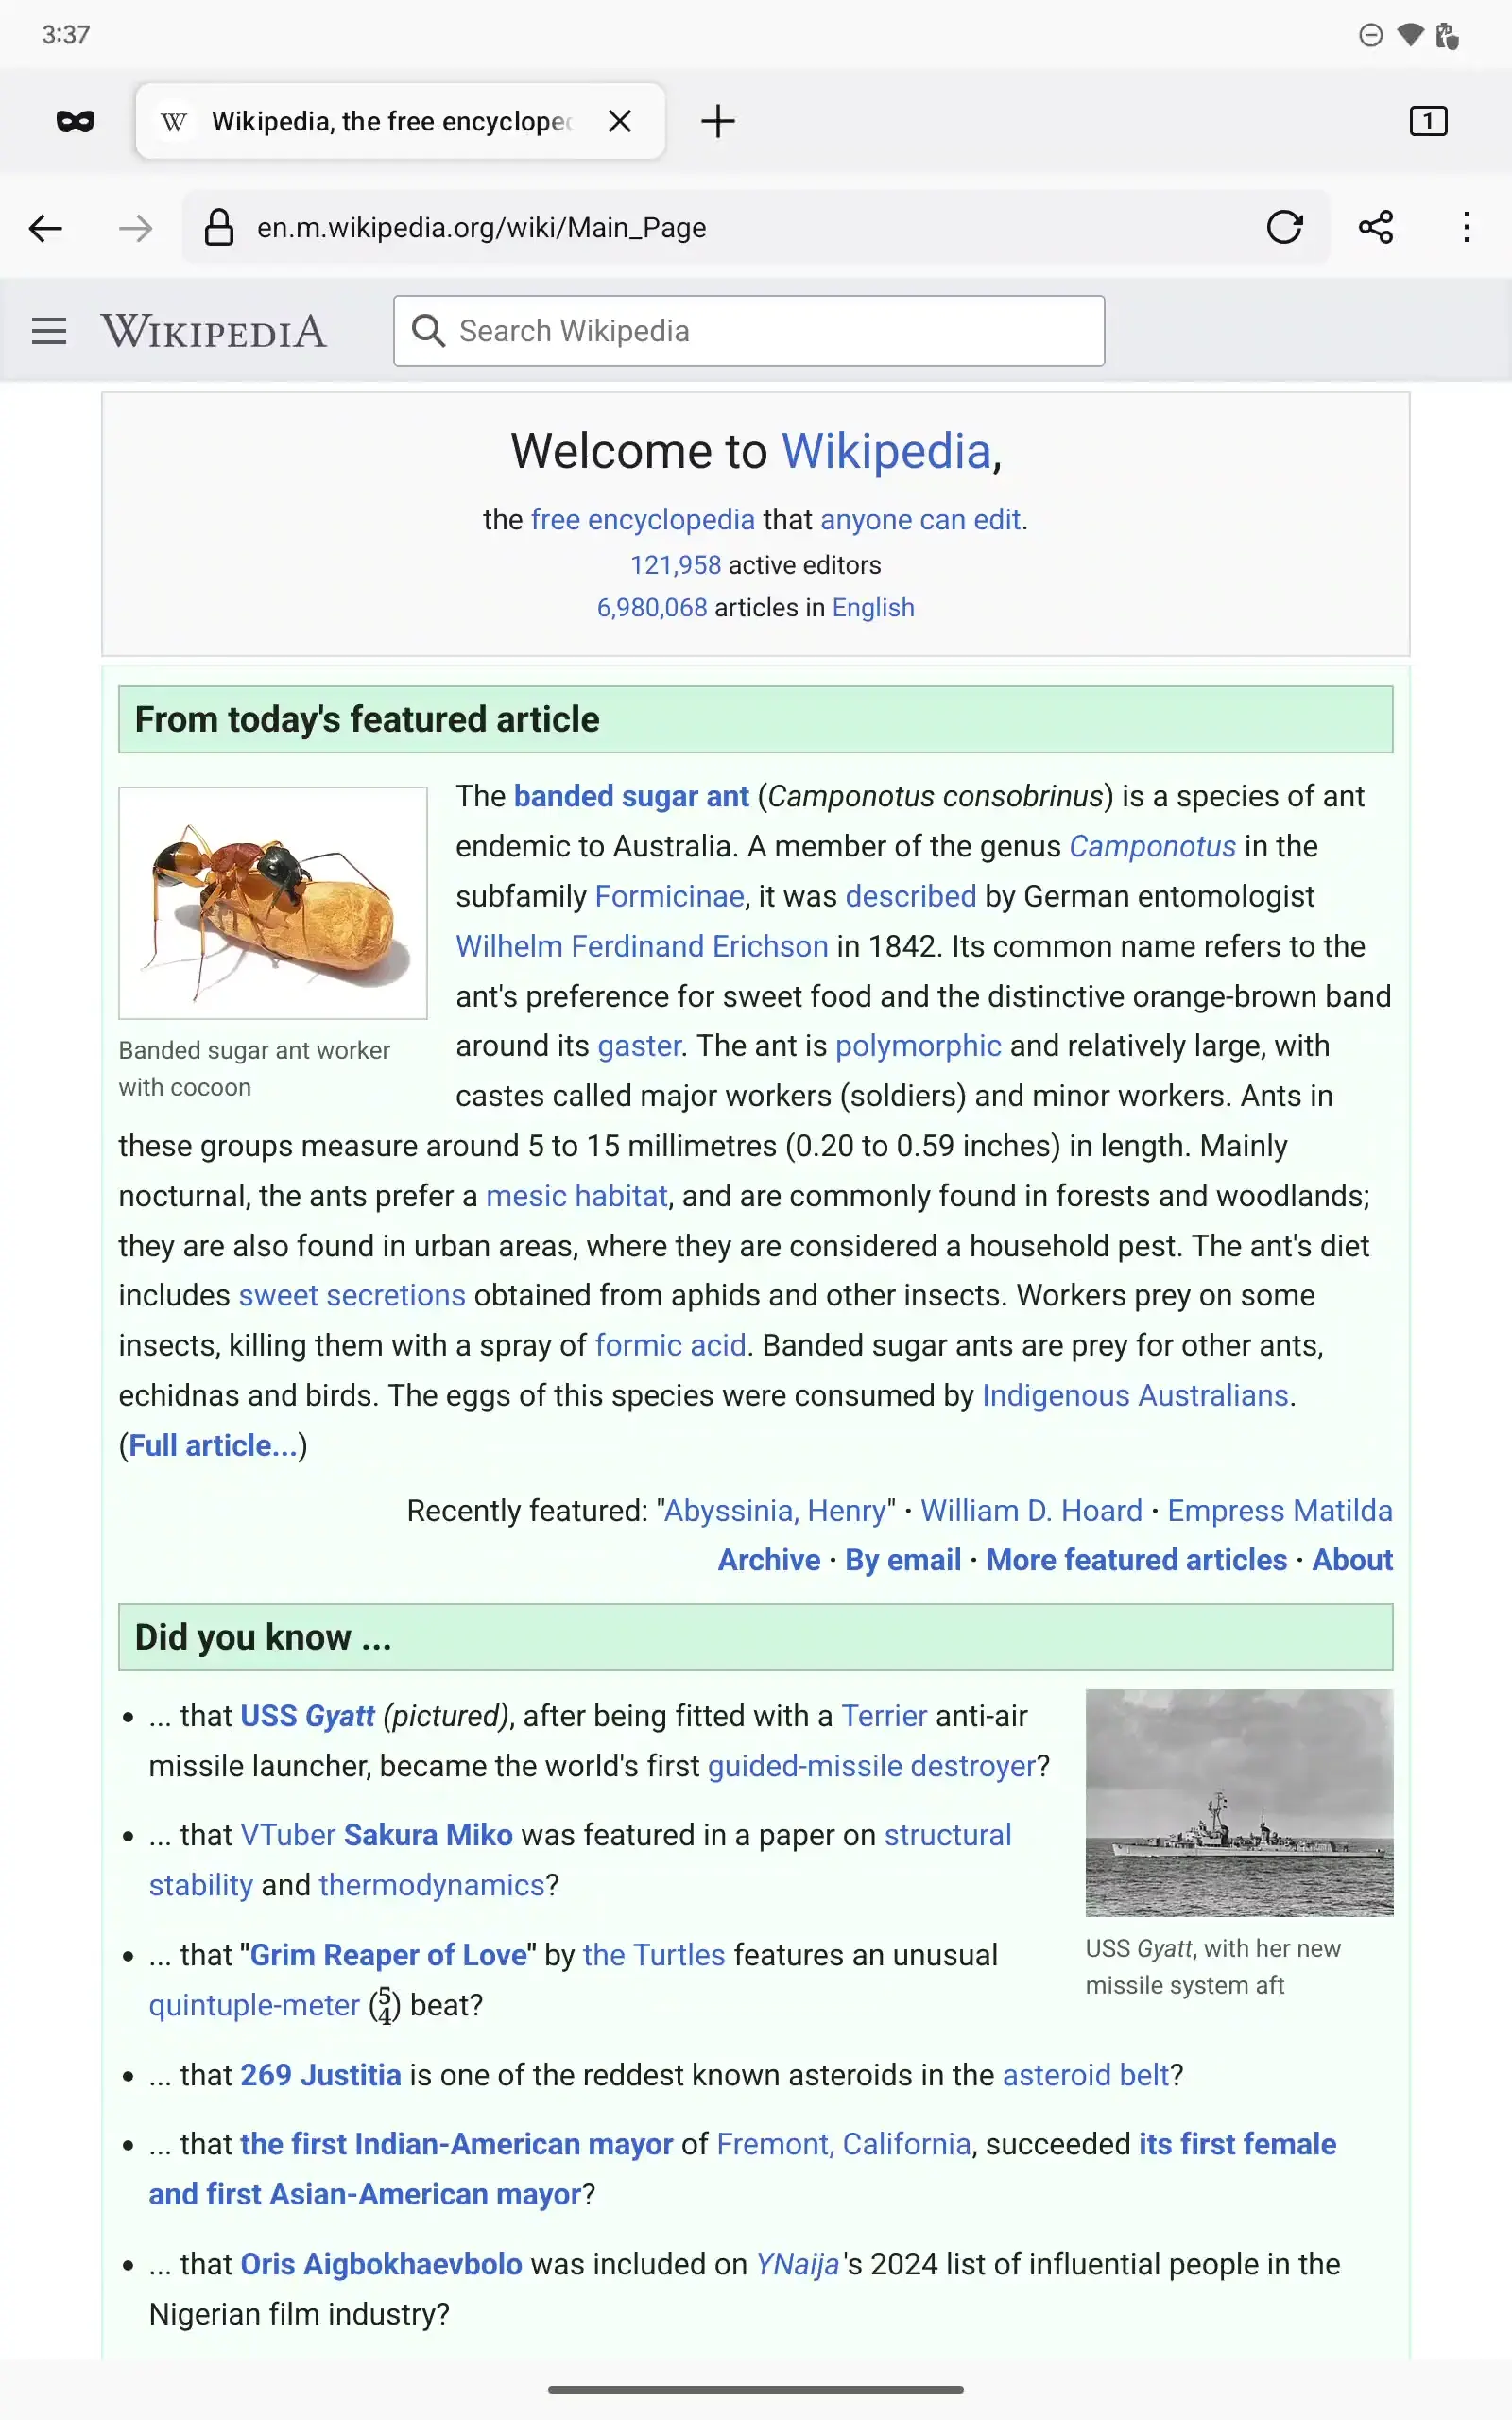 3:37
Wikipedia, the free encycloped
1
en.m.wikipedia.org/wiki/Main_Page
WIKIPEDIA
Search Wikipedia
Welcome to Wikipedia,
the free encyclopedia that anyone can edit.
121,958 active editors
6,980,068 articles in English
From today's featured article
The banded sugar ant (Camponotus consobrinus) is a species of ant
endemic to Australia. A member of the genus Camponotus in the
subfamily Formicinae, it was described by German entomologist
Wilhelm Ferdinand Erichson in 1842. Its common name refers to the
ant's preference for sweet food and the distinctive orange-brown band
around its gaster. The ant is polymorphic and relatively large, with
castes called major workers (soldiers) and minor workers. Ants in
Banded sugar ant worker
with cocoon
these groups measure around 5 to 15 millimetres (0.20 to 0.59 inches) in length. Mainly
nocturnal, the ants prefer a mesic habitat, and are commonly found in forests and woodlands;
they are also found in urban areas, where they are considered a household pest. The ant's diet
includes sweet secretions obtained from aphids and other insects. Workers prey on some
insects, killing them with a spray of formic acid. Banded sugar ants are prey for other ants,
echidnas and birds. The eggs of this species were consumed by Indigenous Australians.
(Full article...)
Recently featured: "Abyssinia, Henry" · William D. Hoard · Empress Matilda
Archive · By email · More featured articles · About
Did you know ...
• ... that USS Gyatt (pictured), after being fitted with a Terrier anti-air
missile launcher, became the world's first guided-missile destroyer?
• ... that VTuber Sakura Miko was featured in a paper on structural
stability and thermodynamics?
• ... that "Grim Reaper of Love" by the Turtles features an unusual
quintuple-meter (5/4) beat?
USS Gyatt, with her new
missile system aft
• ... that 269 Justitia is one of the reddest known asteroids in the asteroid belt?
• ... that the first Indian-American mayor of Fremont, California, succeeded its first female
and first Asian-American mayor?
• ... that Oris Aigbokhaevbolo was included on YNaija's 2024 list of influential people in the
Nigerian film industry?